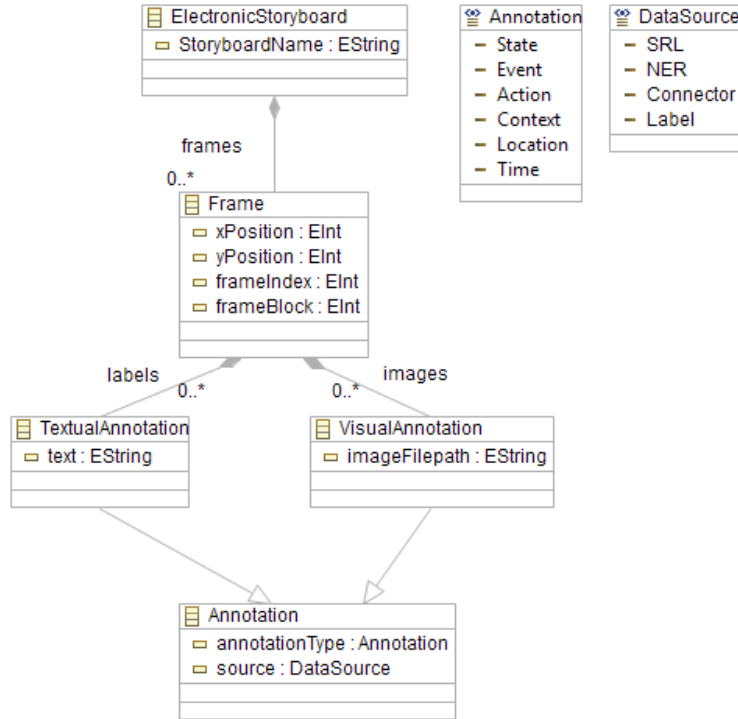 ElectronicStoryboard
StoryboardName : EString
Annotation
State
Event
Action
Context
Location
Time
DataSource
SRL
NER
Connector
Label
frames
0..*
Frame
xPosition : EInt
yPosition : EInt
frameIndex : EInt
frameBlock : EInt
labels
0..*
images
0..*
TextualAnnotation
text : EString
VisualAnnotation
imageFilepath : EString
Annotation
annotationType : Annotation
source : DataSource